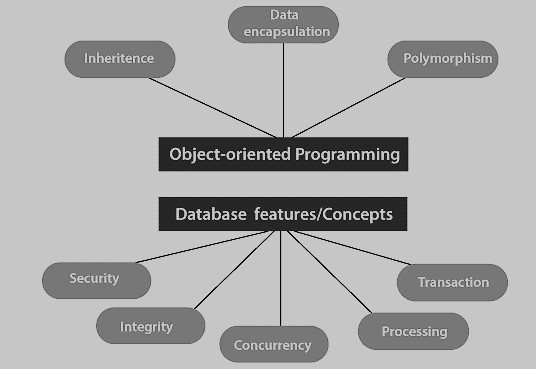 Data
encapsulation
Inheritence
Polymorphism
Object-oriented Programming
Database features/Concepts
Security
Transaction
Integrity
Processing
Concurrency